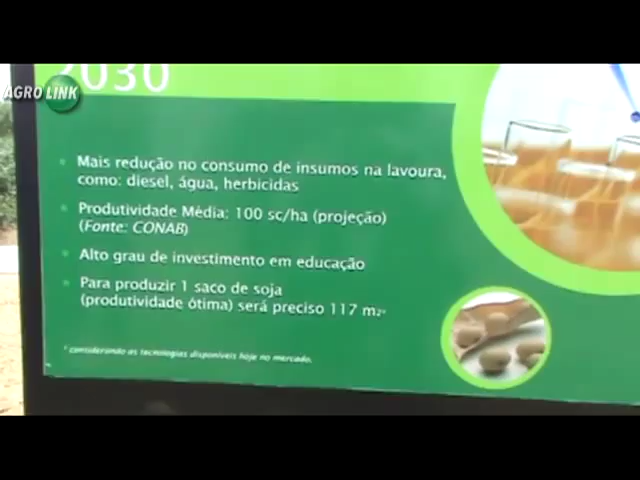 2030
AGRO LINK
Mais redução no consumo de insumos na lavoura,
como: diesel, água, herbicidas
Produtividade Média: 100 sc/ha (projeção)
(Fonte: CONAB)
Alto grau de investimento em educação
Para produzir 1 saco de soja
(produtividade ótima) será preciso 117 m²*
* considerando as tecnologias disponíveis hoje no mercado.